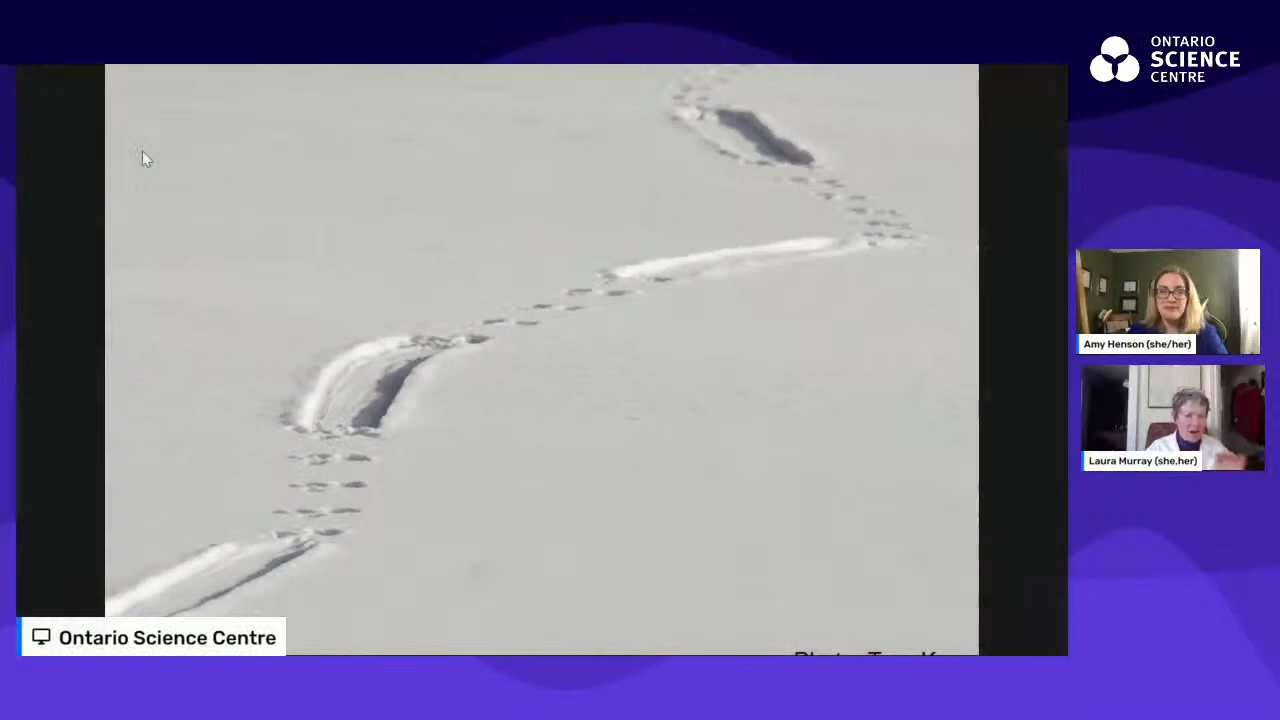 ONTARIO
SCIENCE
CENTRE
Amy Henson (she/her)
Laura Murray (she,her)
Ontario Science Centre